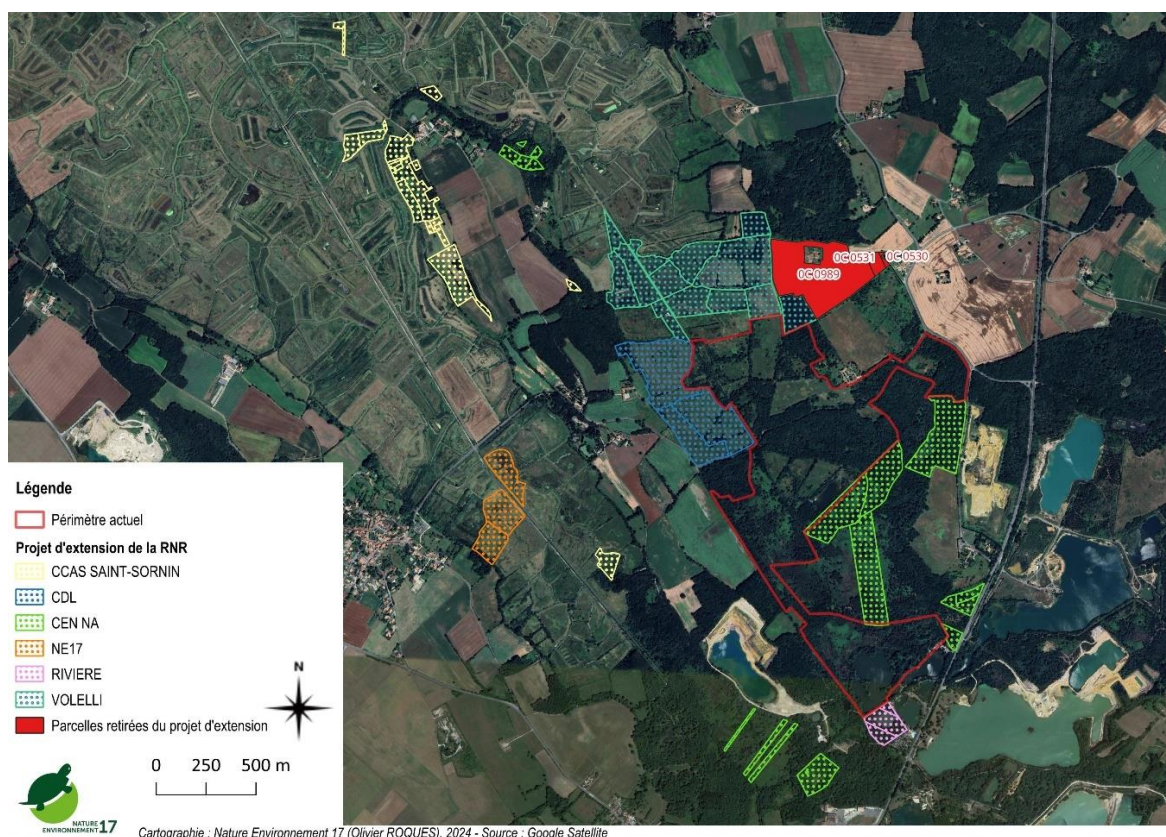 0C 0531
0C 0530
0C 0989
Légende
Périmètre actuel
Projet d'extension de la RNR
CCAS SAINT-SORNIN
CDL
CEN NA
NE17
RIVIERE
VOLELLI
Parcelles retirées du projet d'extension
N
0 250 500 m
NATURE
ENVIRONNEMENT 17
Cartographie : Nature Environnement 17 (Olivier ROQUES), 2024 - Source : Google Satellite